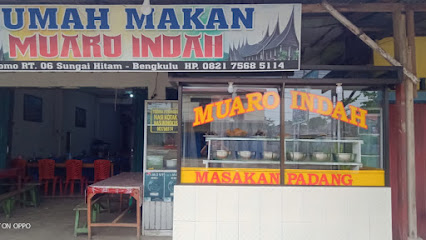 UMAH MAKAN
MUARO INDAH
omo RT. 06 Sungai Hitam - Bengkulu HP. 0821 7568 5114
MUARO INDAH
MASAKAN PADANG
ON OPPO